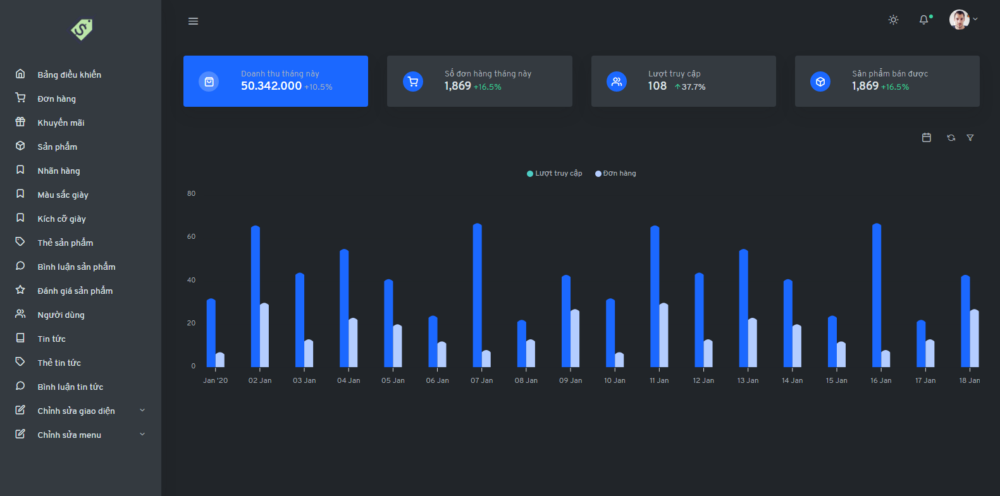 Bảng điều khiến
Đơn hàng
Khuyến mãi
Sản phẩm
Nhãn hàng
Màu sắc giày
Kích cỡ giày
Thẻ sản phẩm
Bình luận sản phẩm
Đánh giá sản phẩm
Người dùng
Tin tức
Thẻ tin tức
Bình luận tin tức
Chỉnh sửa giao diện
Chỉnh sửa menu
Doanh thu tháng này
50.342.000 +10.5%
Số đơn hàng tháng này
1,869 +16.5%
Lượt truy cập
108 ↑37.7%
Sản phẩm bán được
1,869 +16.5%
Lượt truy cập Đơn hàng
80
60
40
20
0
Jan '20 02 Jan 03 Jan 04 Jan 05 Jan 06 Jan 07 Jan 08 Jan 09 Jan 10 Jan 11 Jan 12 Jan 13 Jan 14 Jan 15 Jan 16 Jan 17 Jan 18 Jan